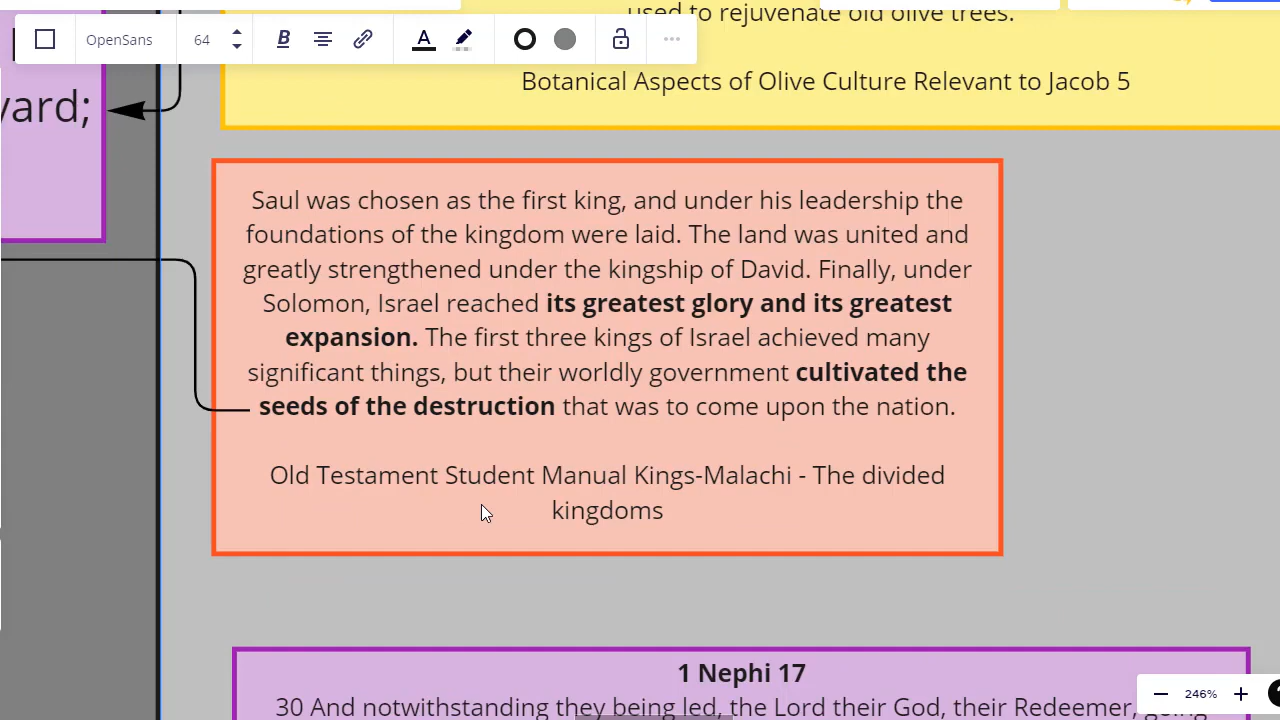 used to rejuvenate old olive trees.
OpenSans
64
B
A
Botanical Aspects of Olive Culture Relevant to Jacob 5
yard;
Saul was chosen as the first king, and under his leadership the
foundations of the kingdom were laid. The land was united and
greatly strengthened under the kingship of David. Finally, under
Solomon, Israel reached its greatest glory and its greatest
expansion. The first three kings of Israel achieved many
significant things, but their worldly government cultivated the
seeds of the destruction that was to come upon the nation.
Old Testament Student Manual Kings-Malachi - The divided
kingdoms
1 Nephi 17
30 And notwithstanding they being led, the Lord their God, their Redeemer, going
246%